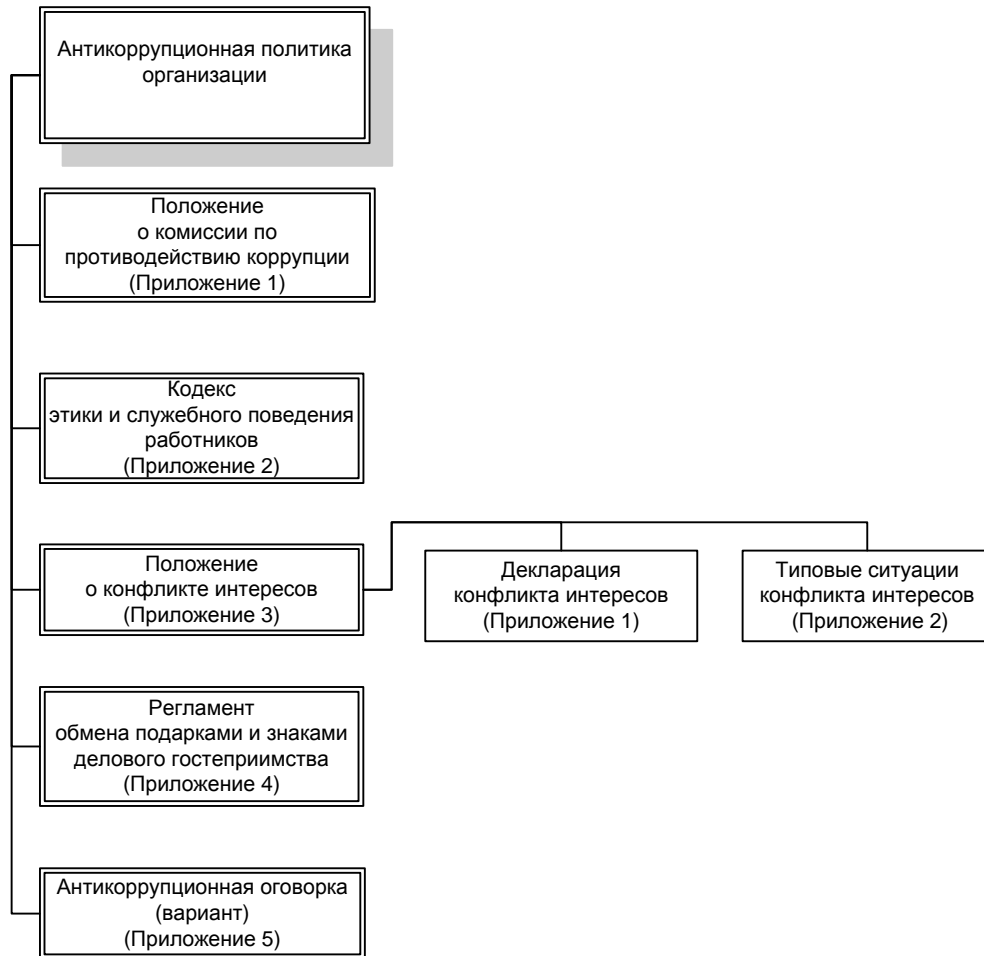 Антикоррупционная политика
организации
Положение
о комиссии по
противодействию коррупции
(Приложение 1)
Кодекс
этики и служебного поведения
работников
(Приложение 2)
Положение
о конфликте интересов
(Приложение 3)
Декларация
конфликта интересов
(Приложение 1)
Типовые ситуации
конфликта интересов
(Приложение 2)
Регламент
обмена подарками и знаками
делового гостеприимства
(Приложение 4)
Антикоррупционная оговорка
(вариант)
(Приложение 5)